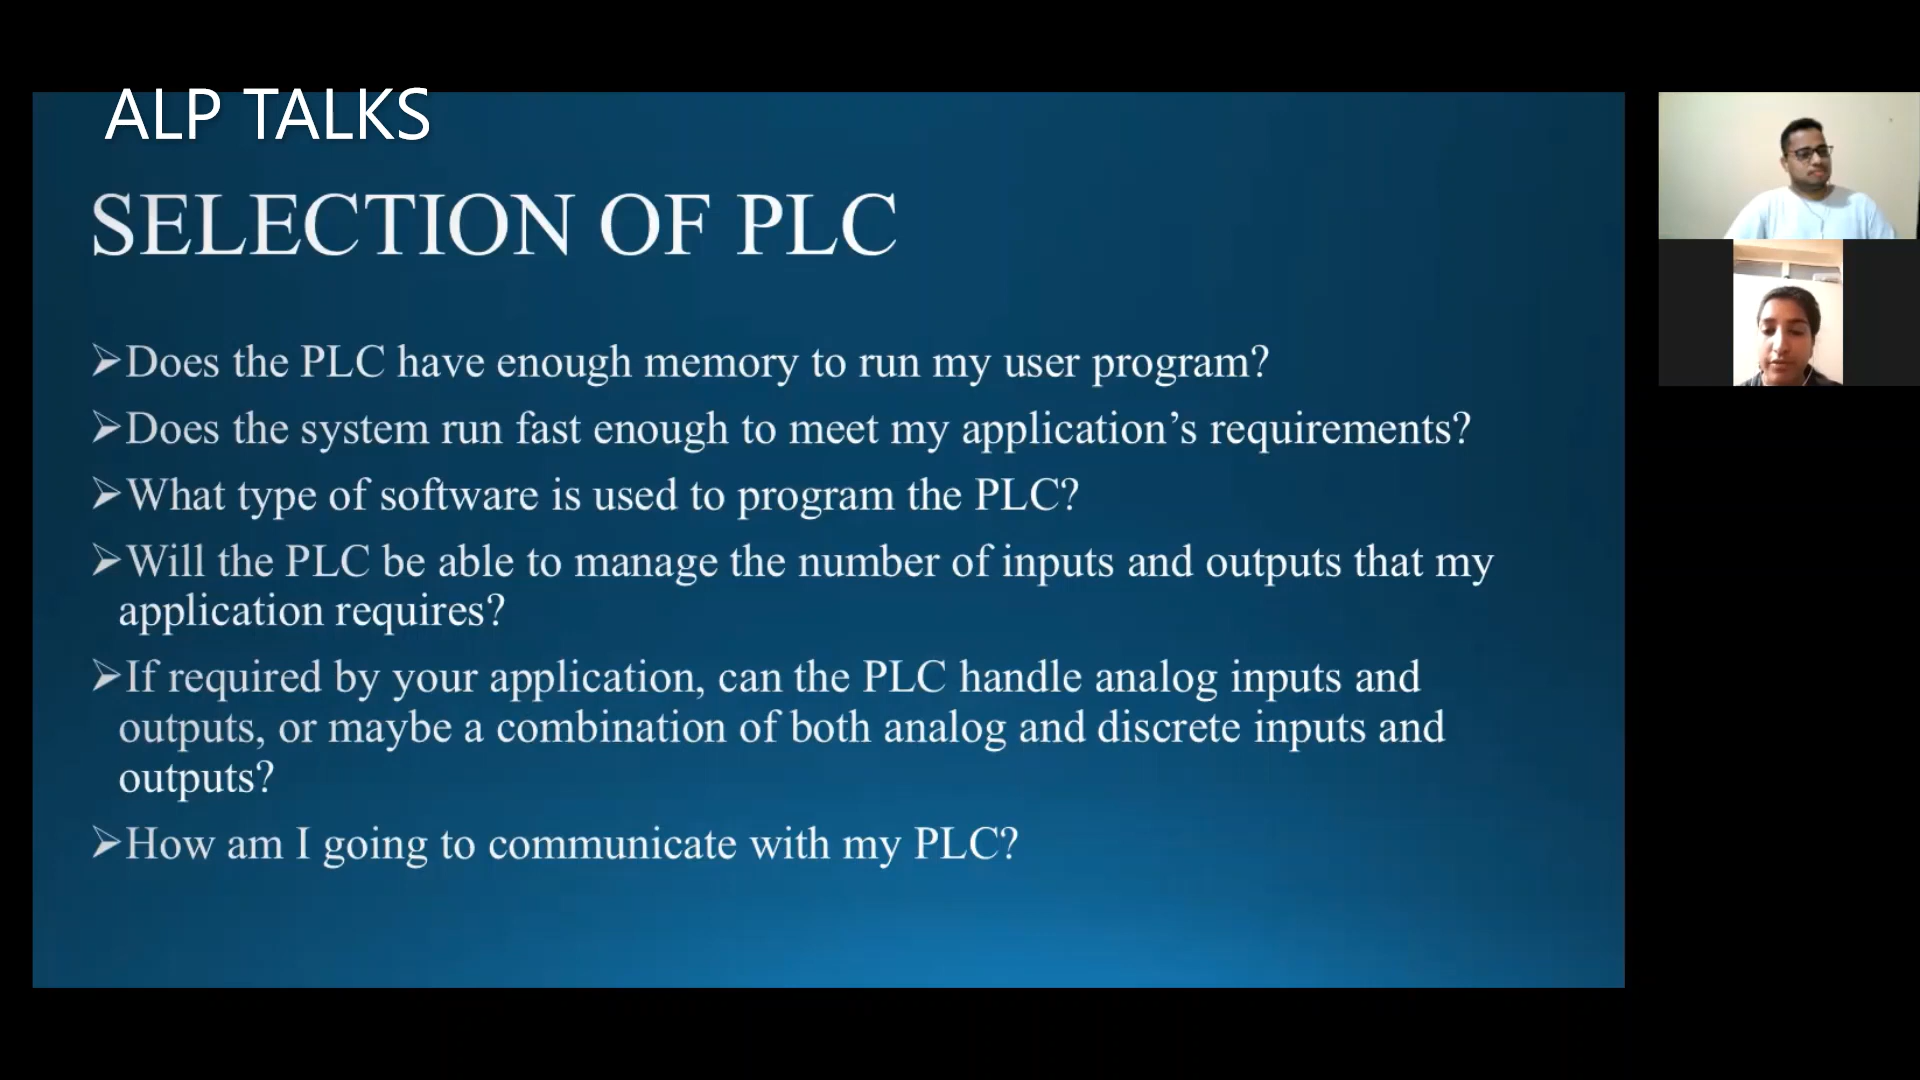 ALP TALKS
SELECTION OF PLC
➢Does the PLC have enough memory to run my user program?
➢Does the system run fast enough to meet my application’s requirements?
➢What type of software is used to program the PLC?
➢Will the PLC be able to manage the number of inputs and outputs that my
application requires?
➢If required by your application, can the PLC handle analog inputs and
outputs, or maybe a combination of both analog and discrete inputs and
outputs?
➢How am I going to communicate with my PLC?